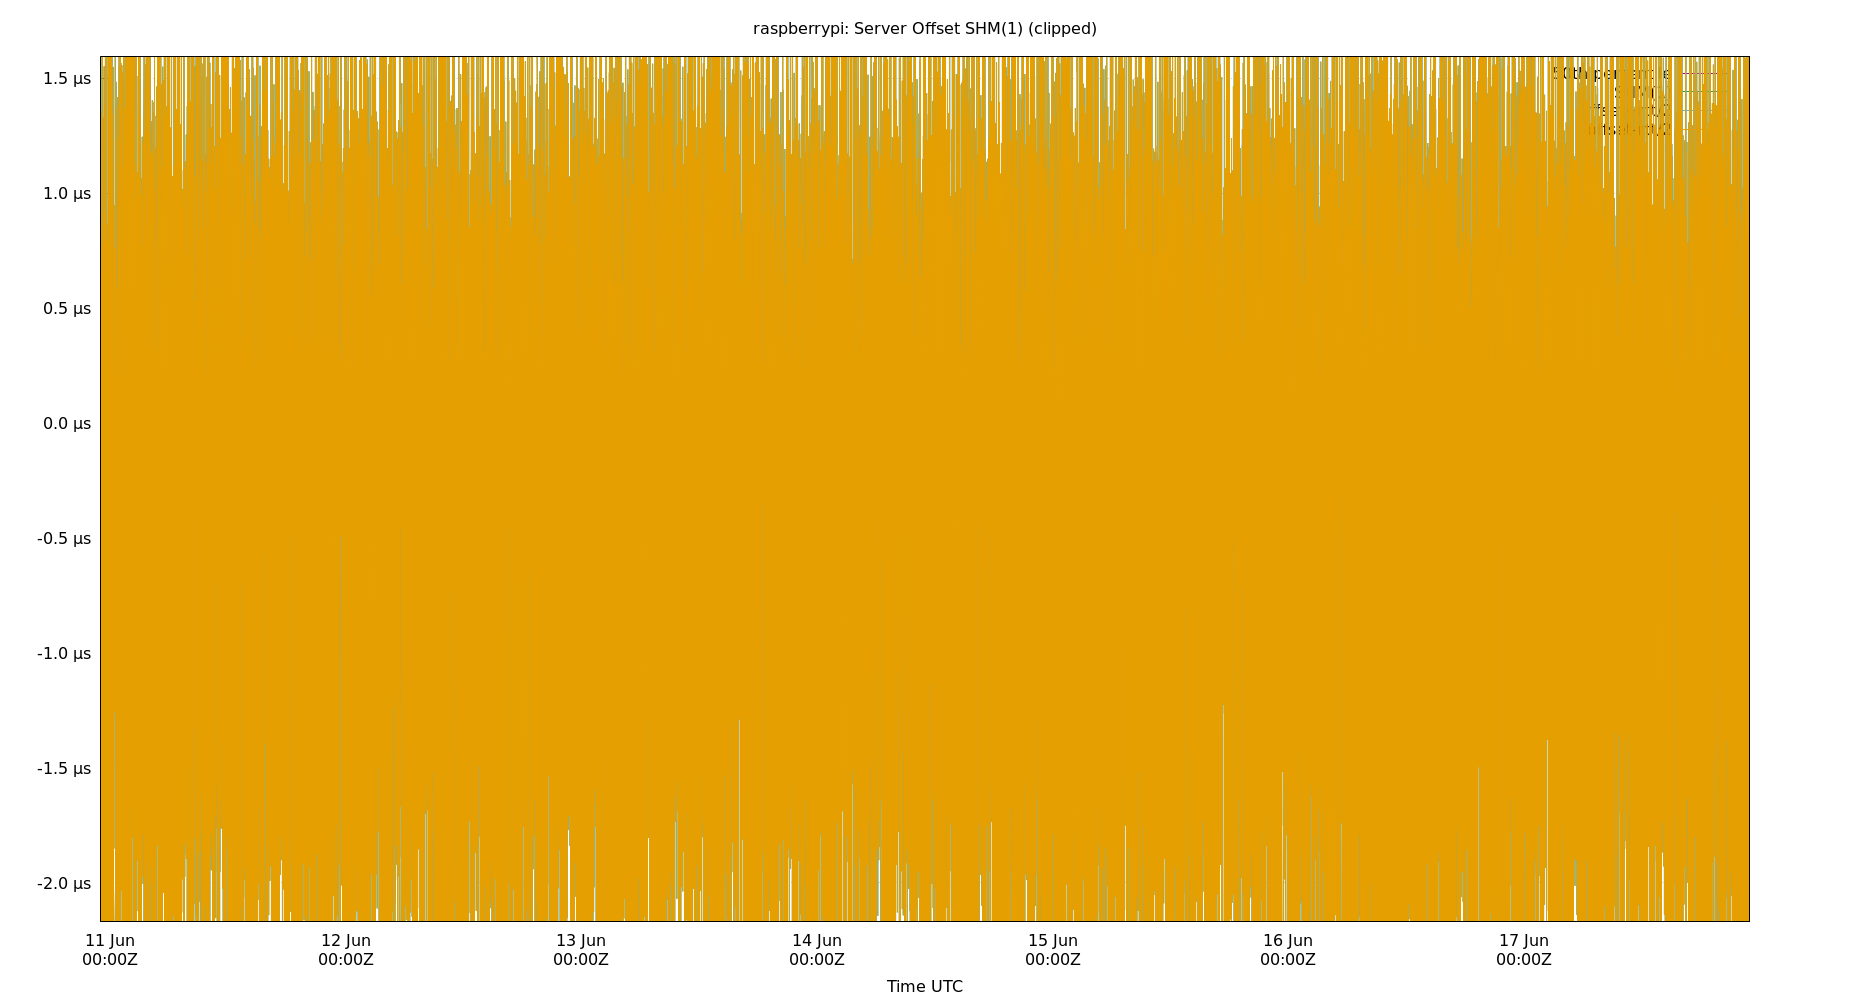 raspberrypi: Server Offset SHM(1) (clipped)
1.5 µs
1.0 µs
0.5 µs
0.0 µs
-0.5 µs
-1.0 µs
-1.5 µs
-2.0 µs
11 Jun 12 Jun 13 Jun 14 Jun 15 Jun 16 Jun 17 Jun
00:00Z 00:00Z 00:00Z 00:00Z 00:00Z 00:00Z 00:00Z
Time UTC